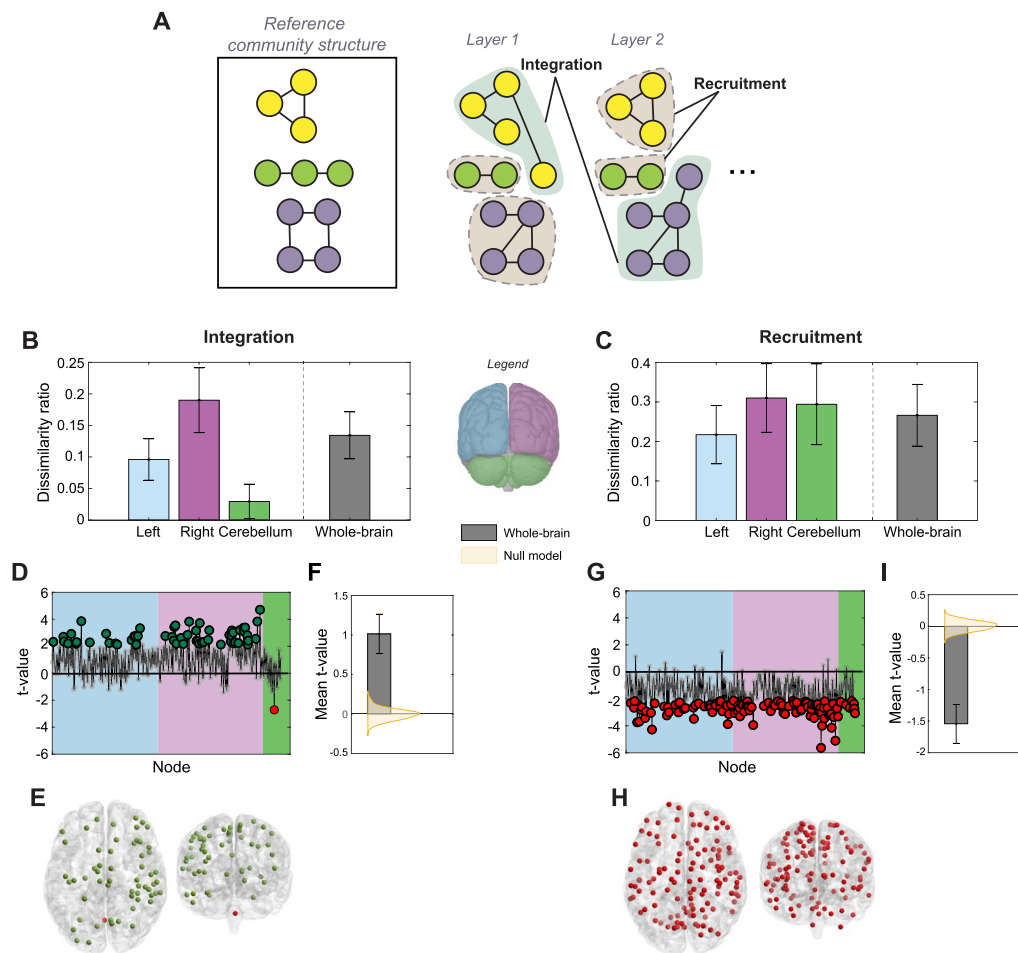 A
Reference
community structure
Layer 1
Layer 2
Integration
Recruitment
...
B
Integration
Dissimilarity ratio
0.25
0.2
0.15
0.1
0.05
0
Left
Right
Cerebellum
Whole-brain
Legend
Whole-brain
Null model
C
Recruitment
Dissimilarity ratio
0.4
0.3
0.2
0.1
0
Left
Right
Cerebellum
Whole-brain
D
t-value
6
4
2
0
-2
-4
-6
Node
F
Mean t-value
1.5
1
0.5
0
-0.5
G
t-value
6
4
2
0
-2
-4
-6
Node
I
Mean t-value
0.5
0
-0.5
-1
-1.5
-2
E
H